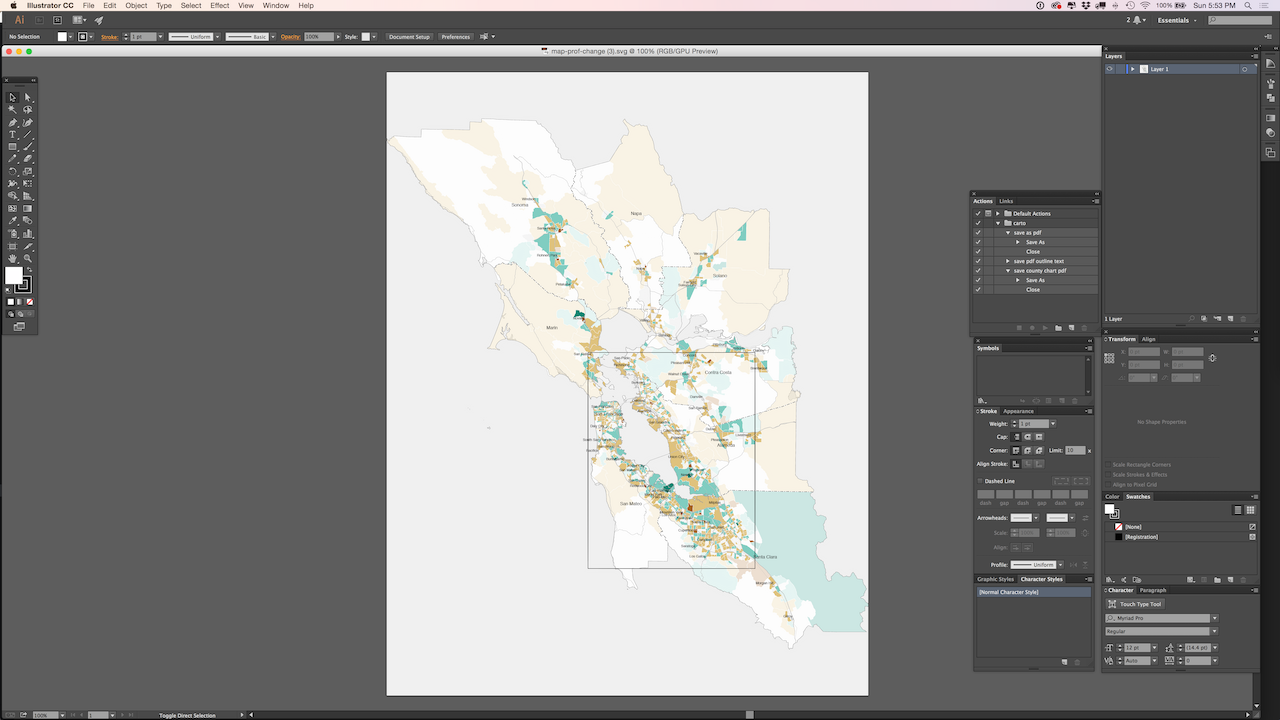 Illustrator CC File Edit Object Type Select Effect View Window Help
100% Sun 5:53 PM
Ai Br 2 Essentials
No Selection Stroke: 1 pt Uniform Basic Opacity: 100% Style: Document Setup Preferences
map-prof-change (3).svg @ 100% (RGB/GPU Preview)
Layers
Layer 1
Sonoma
Napa
Solano
Marin
Contra Costa
San Mateo
Santa Clara
Actions Links
Default Actions
carto
save as pdf
Save As
Close
save pdf outline text
save county chart pdf
Save As
Close
1 Layer
Transform Align
X: W:
Y: H:
No Shape Properties
Scale Rectangle Corners
Scale Strokes & Effects
Align to Pixel Grid
Symbols
Stroke Appearance
Weight: 1 pt
Cap:
Corner: Limit: 10 x
Align Stroke:
Dashed Line
dash gap dash gap dash gap
Arrowheads:
Scale:
Align:
Profile: Uniform
Color Swatches
[None]
[Registration]
Graphic Styles Character Styles
[Normal Character Style]
Character Paragraph
Touch Type Tool
Myriad Pro
Regular
12 pt (14.4 pt)
Auto 0
100% 1 Toggle Direct Selection